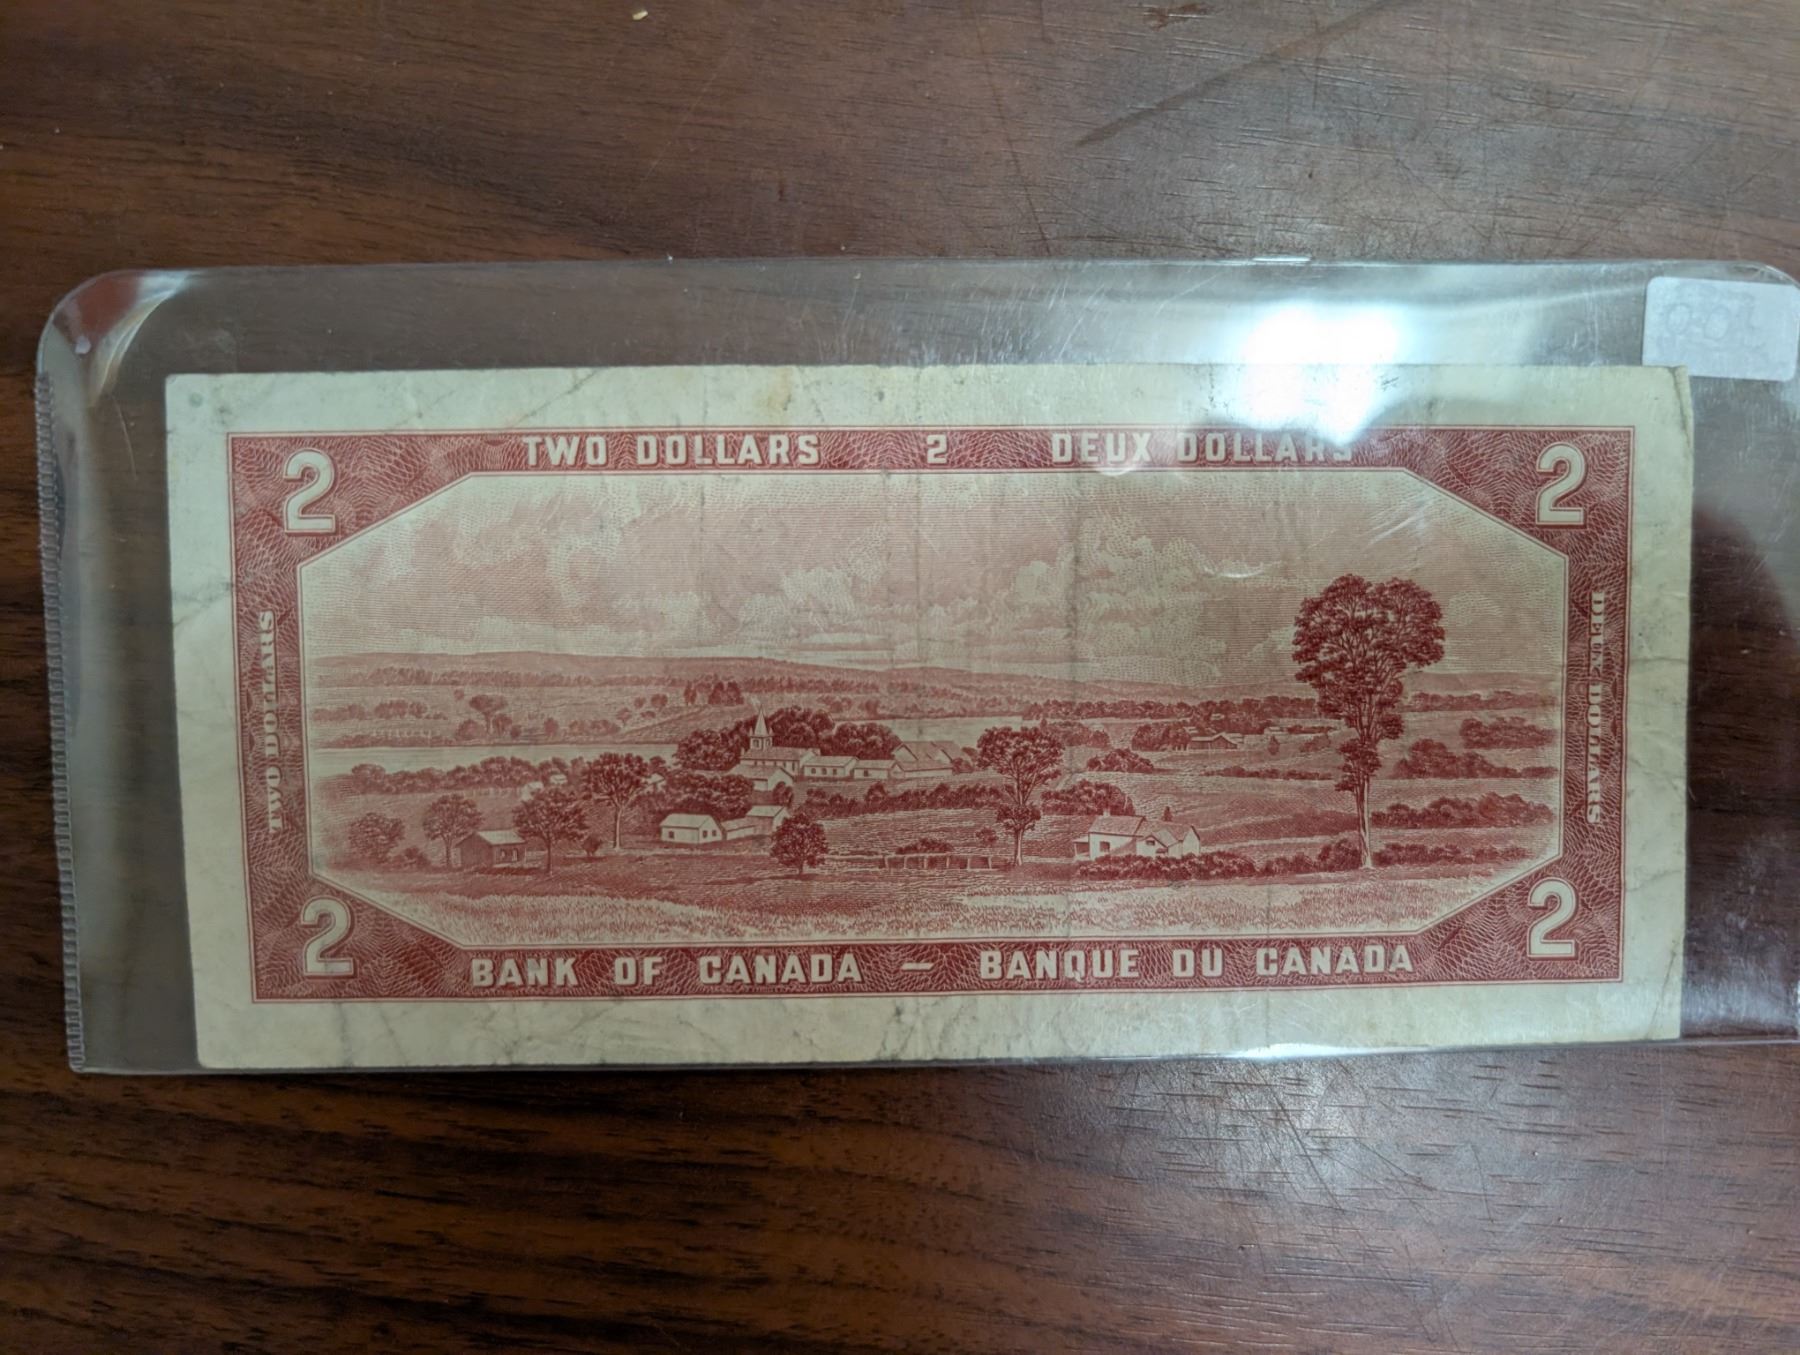 TWO DOLLARS 2 DEUX DOLLARS
2 2
TWO DOLLARS
DEUX DOLLARS
2 2
BANK OF CANADA — BANQUE DU CANADA